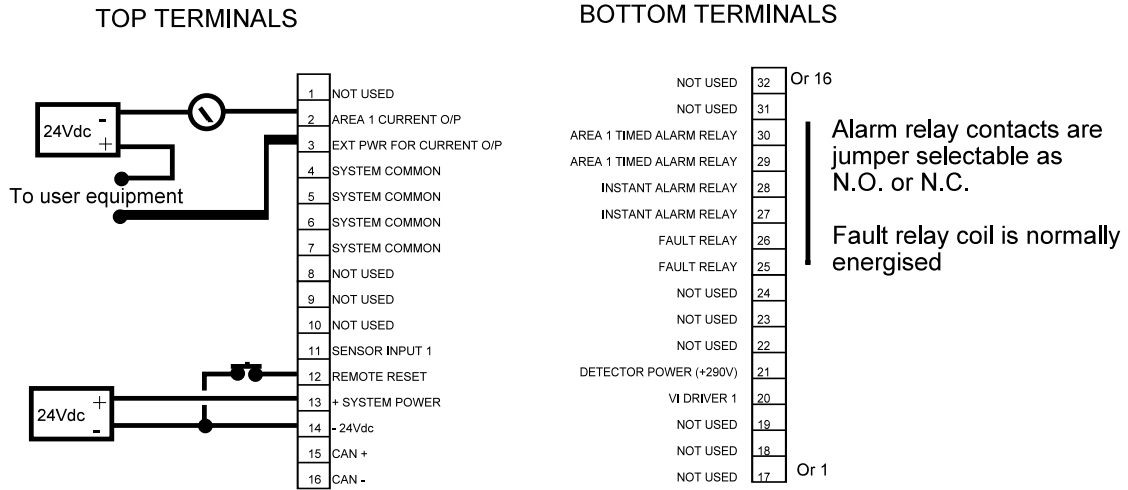 TOP TERMINALS
BOTTOM TERMINALS
24Vdc
-
+
To user equipment
1 NOT USED
2 AREA 1 CURRENT O/P
3 EXT PWR FOR CURRENT O/P
4 SYSTEM COMMON
5 SYSTEM COMMON
6 SYSTEM COMMON
7 SYSTEM COMMON
8 NOT USED
9 NOT USED
10 NOT USED
11 SENSOR INPUT 1
12 REMOTE RESET
13 + SYSTEM POWER
14 - 24Vdc
15 CAN +
16 CAN -
24Vdc
+
-
NOT USED 32 Or 16
NOT USED 31
AREA 1 TIMED ALARM RELAY 30
AREA 1 TIMED ALARM RELAY 29
INSTANT ALARM RELAY 28
INSTANT ALARM RELAY 27
FAULT RELAY 26
FAULT RELAY 25
NOT USED 24
NOT USED 23
NOT USED 22
DETECTOR POWER (+290V) 21
VI DRIVER 1 20
NOT USED 19
NOT USED 18
NOT USED 17 Or 1
Alarm relay contacts are
jumper selectable as
N.O. or N.C.
Fault relay coil is normally
energised